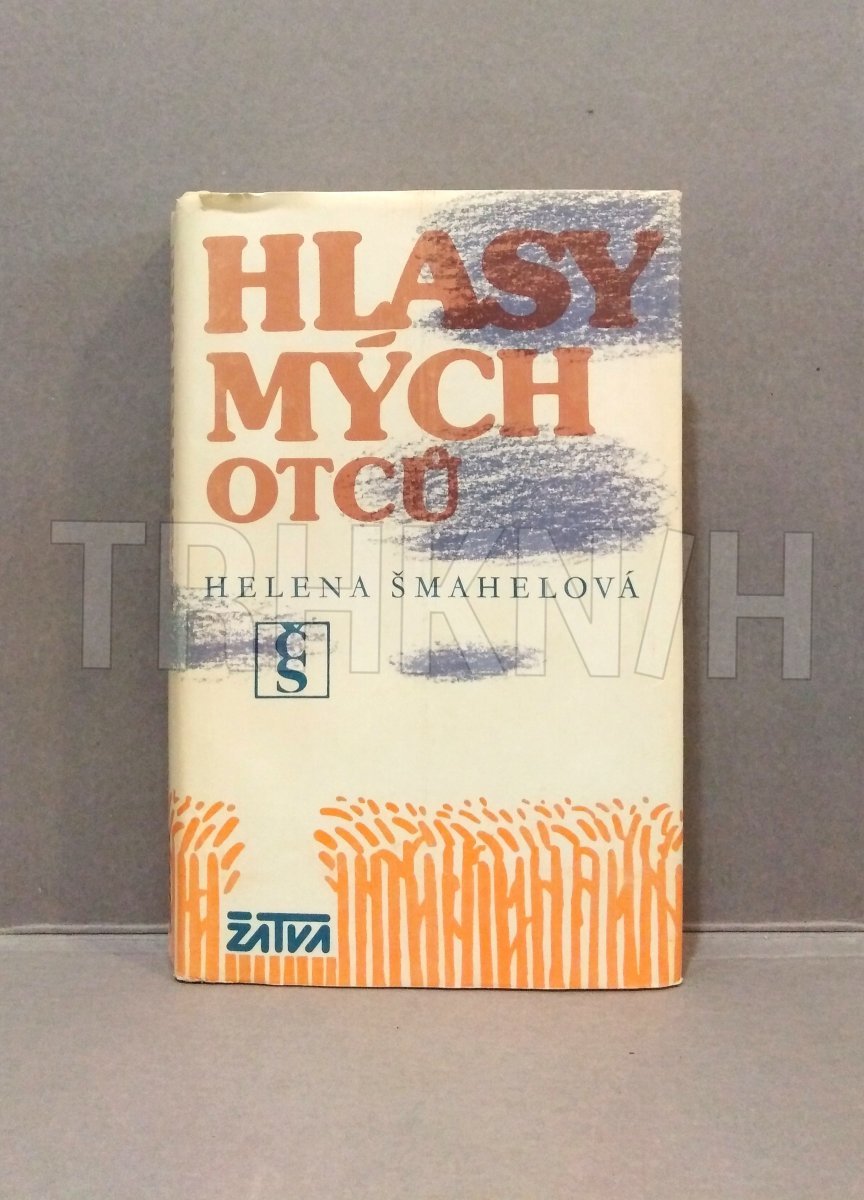 HLASY
MÝCH
OTCŮ
HELENA ŠMAHELOVÁ
TRHKNIH
ČS
ŽATVA